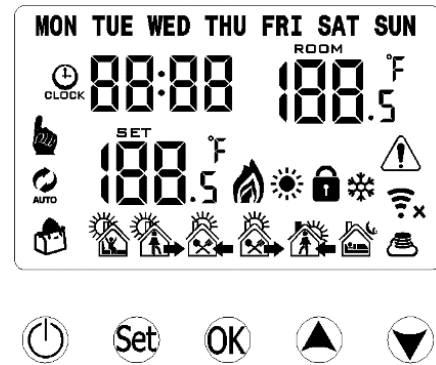 MON TUE WED THU FRI SAT SUN
ROOM
CLOCK 88:88 188.5 °F
SET
188.5 °F
AUTO
Set OK